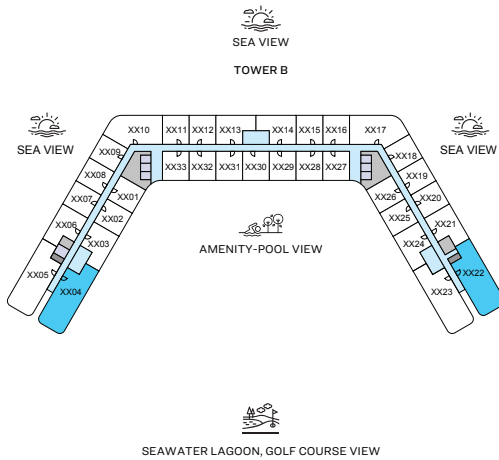 SEA VIEW
TOWER B
SEA VIEW
SEA VIEW
XX10 XX11 XX12 XX13 XX14 XX15 XX16 XX17
XX09 XX33 XX32 XX31 XX30 XX29 XX28 XX27 XX18
XX08 XX01 XX26 XX19
XX07 XX02 XX25 XX20
XX06 XX03 XX24 XX21
XX05 XX04 XX23 XX22
AMENITY-POOL VIEW
SEAWATER LAGOON, GOLF COURSE VIEW